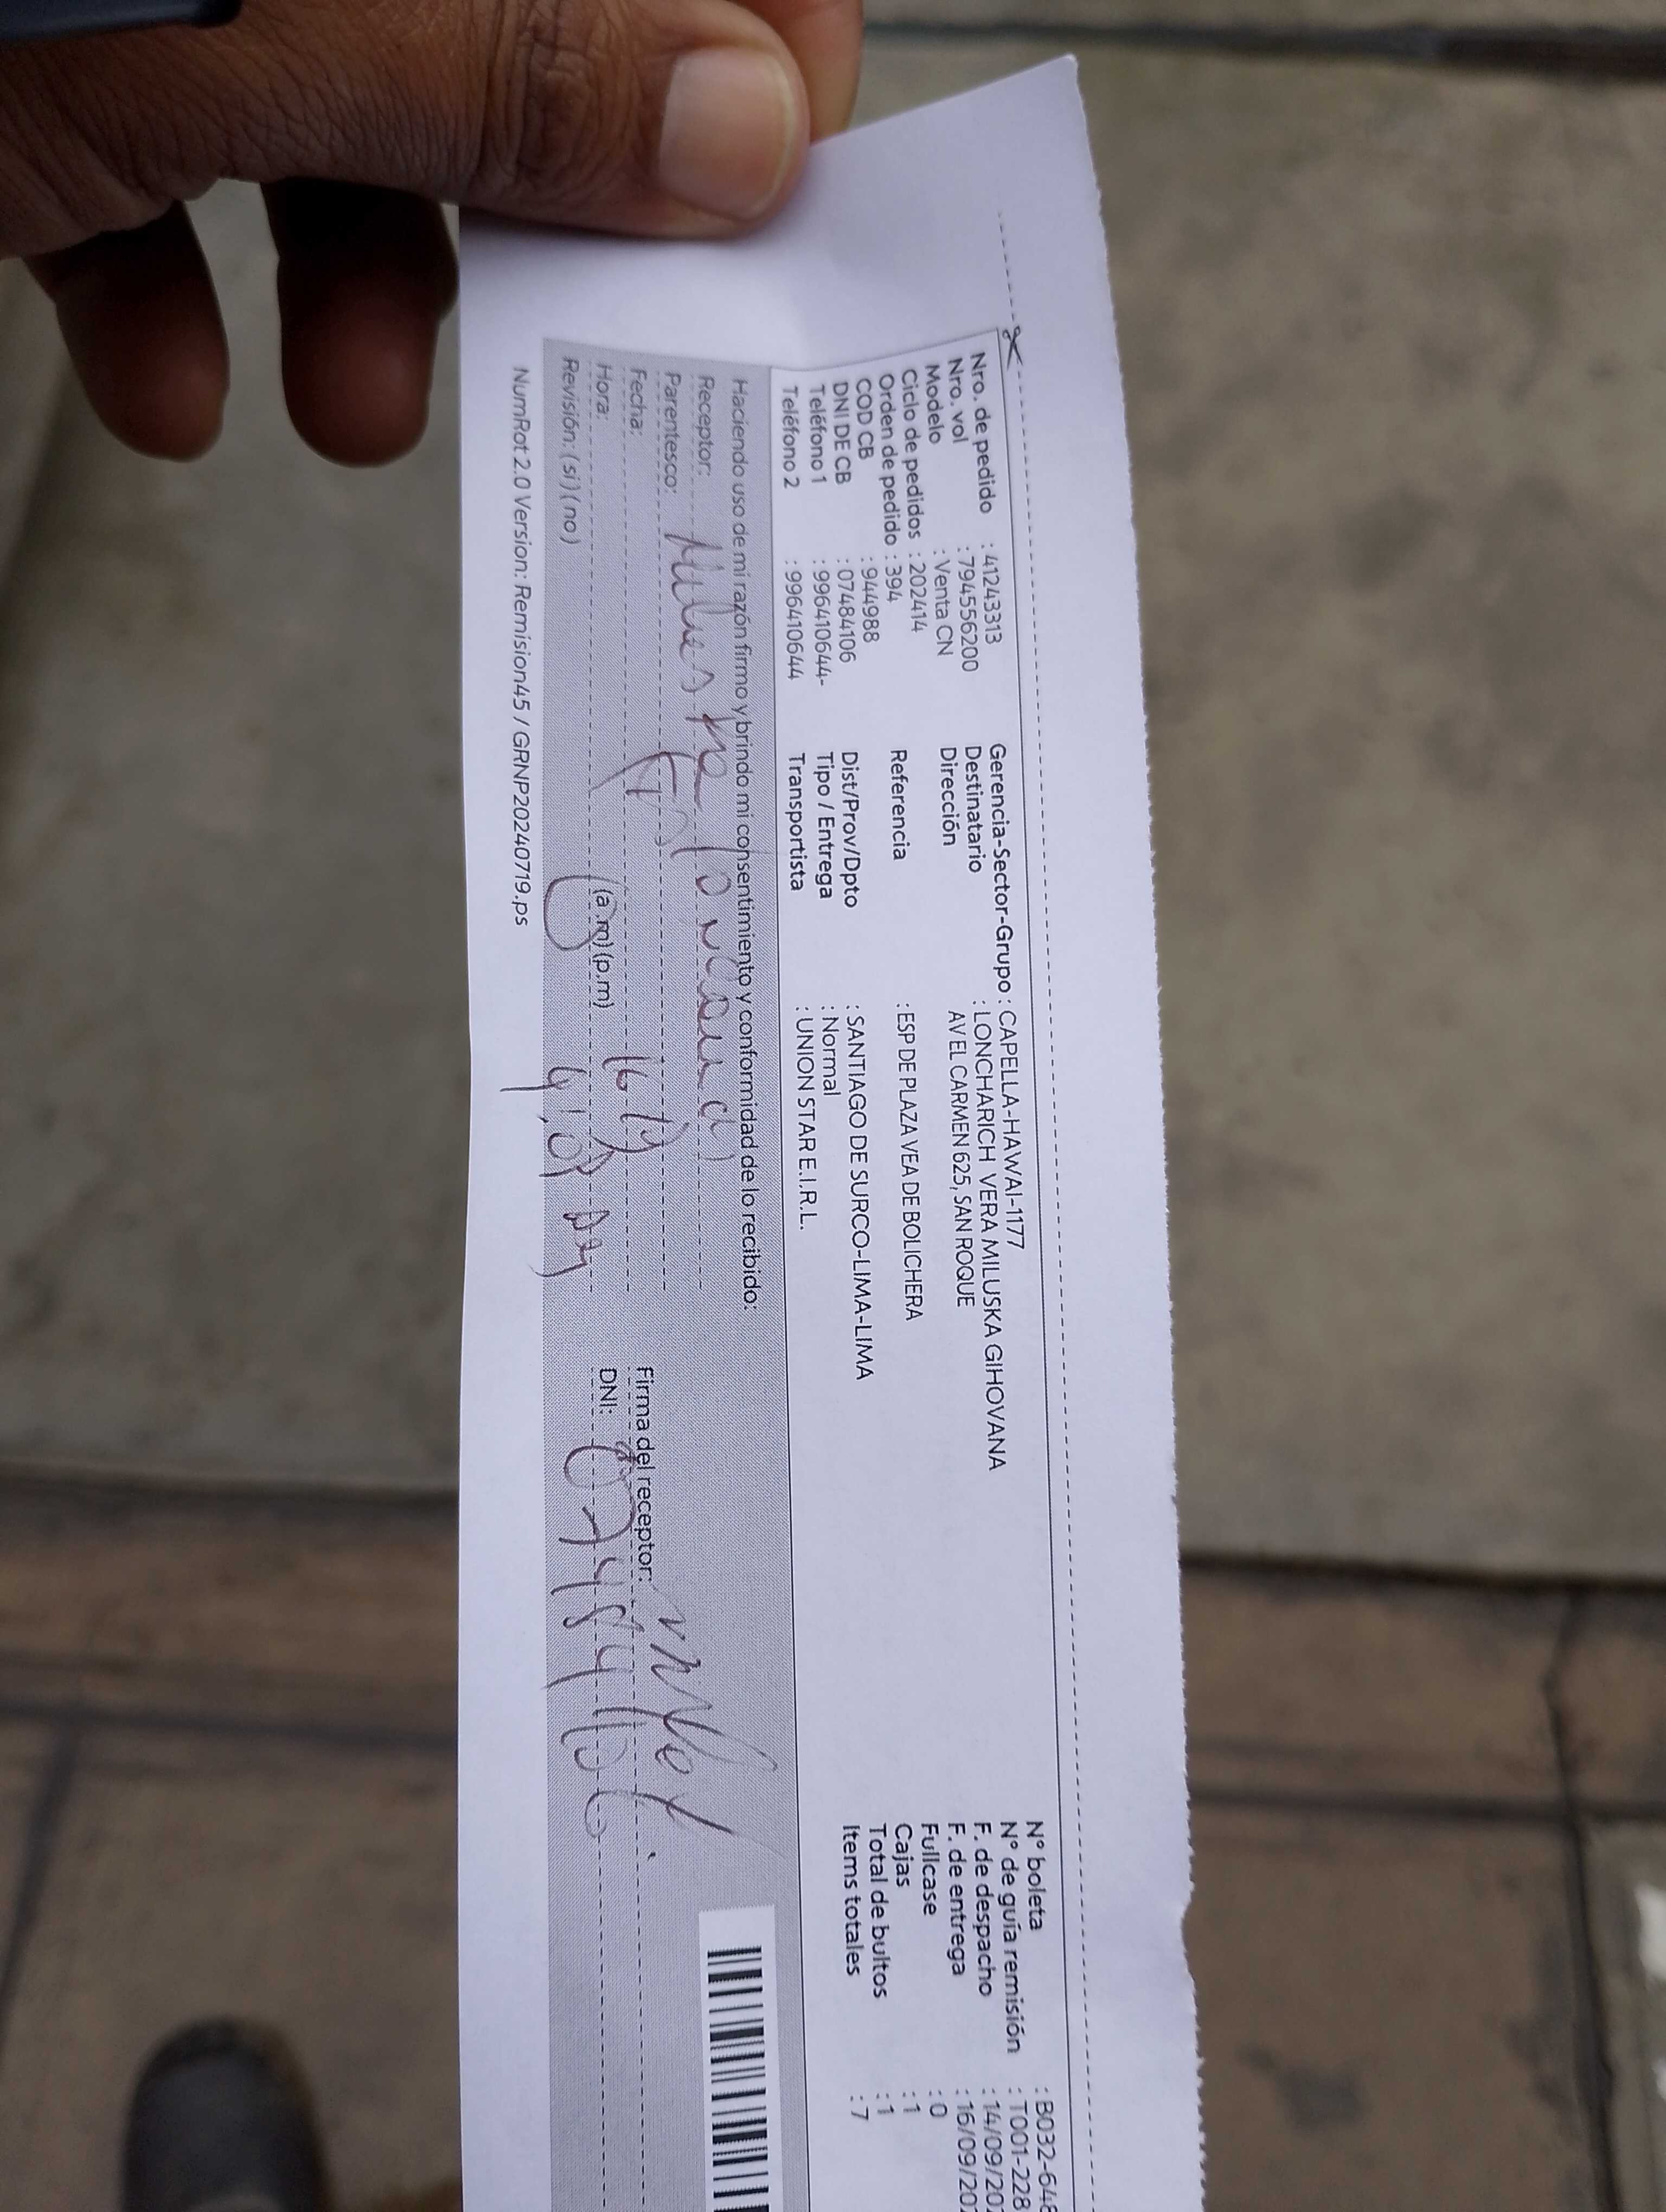 Nro. de pedido : 41243313
Nro. vol : 794556200
Modelo : Venta CN
Ciclo de pedidos : 202414
Orden de pedido : 394
COD CB : 944988
DNI DE CB : 07484106
Teléfono 1 : 996410644-
Teléfono 2 : 996410644
Gerencia-Sector-Grupo : CAPELLA-HAWAI-1177
Destinatario : LONCHARICH VERA MILUSKA GIHOVANA
Dirección AV EL CARMEN 625, SAN ROQUE
Referencia : ESP DE PLAZA VEA DE BOLICHERA
Dist/Prov/Dpto : SANTIAGO DE SURCO-LIMA-LIMA
Tipo / Entrega : Normal
Transportista : UNION STAR E.I.R.L.
N° boleta : B032-648
N° de guía remisión : T001-228
F. de despacho : 14/09/202
F. de entrega : 16/09/202
Fullcase : 0
Cajas : 1
Total de bultos : 1
Items totales : 7
Haciendo uso de mi razón firmo y brindo mi consentimiento y conformidad de lo recibido:
Receptor:
Parentesco:
Fecha: 16
Hora: (a.m) (p.m)
Revisión: (si) (no)
Firma del receptor:
DNI: 07484106
NumRot 2.0 Version: Remision45 / GRNP20240719.ps